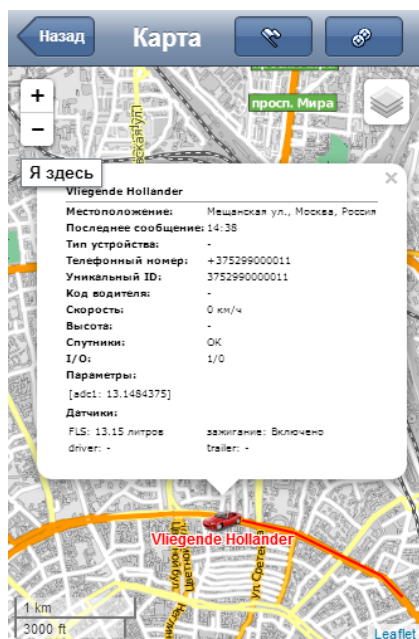 Назад Карта
просп. Мира
+
−
Я здесь
×
Vliegende Hollander
Местоположение: Мещанская ул., Москва, Россия
Последнее сообщение: 14:38
Тип устройства: -
Телефонный номер: +375299000011
Уникальный ID: 3752990000011
Код водителя: -
Скорость: 0 км/ч
Высота: -
Спутники: OK
I/O: 1/0
Параметры:
[adc1: 13.1484375]
Датчики:
FLS: 13.15 литров зажигание: Включено
driver: - trailer: -
Vliegende Hollander
ул. Сретенка
1 km
3000 ft
Leaflet